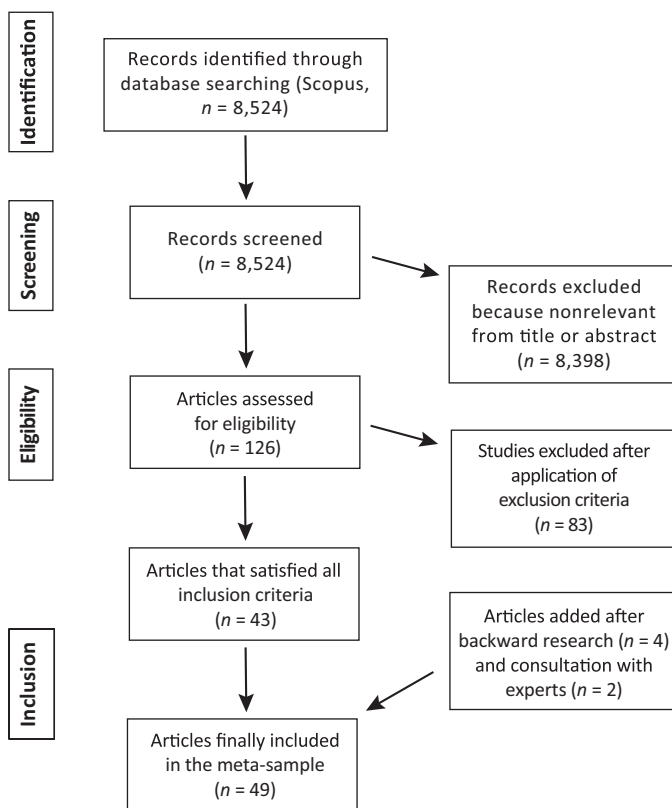 Identification
Records identified through
database searching (Scopus,
n = 8,524)
Screening
Records screened
(n = 8,524)
Records excluded
because nonrelevant
from title or abstract
(n = 8,398)
Eligibility
Articles assessed
for eligibility
(n = 126)
Studies excluded after
application of
exclusion criteria
(n = 83)
Articles that satisfied all
inclusion criteria
(n = 43)
Articles added after
backward research (n = 4)
and consultation with
experts (n = 2)
Inclusion
Articles finally included
in the meta-sample
(n = 49)